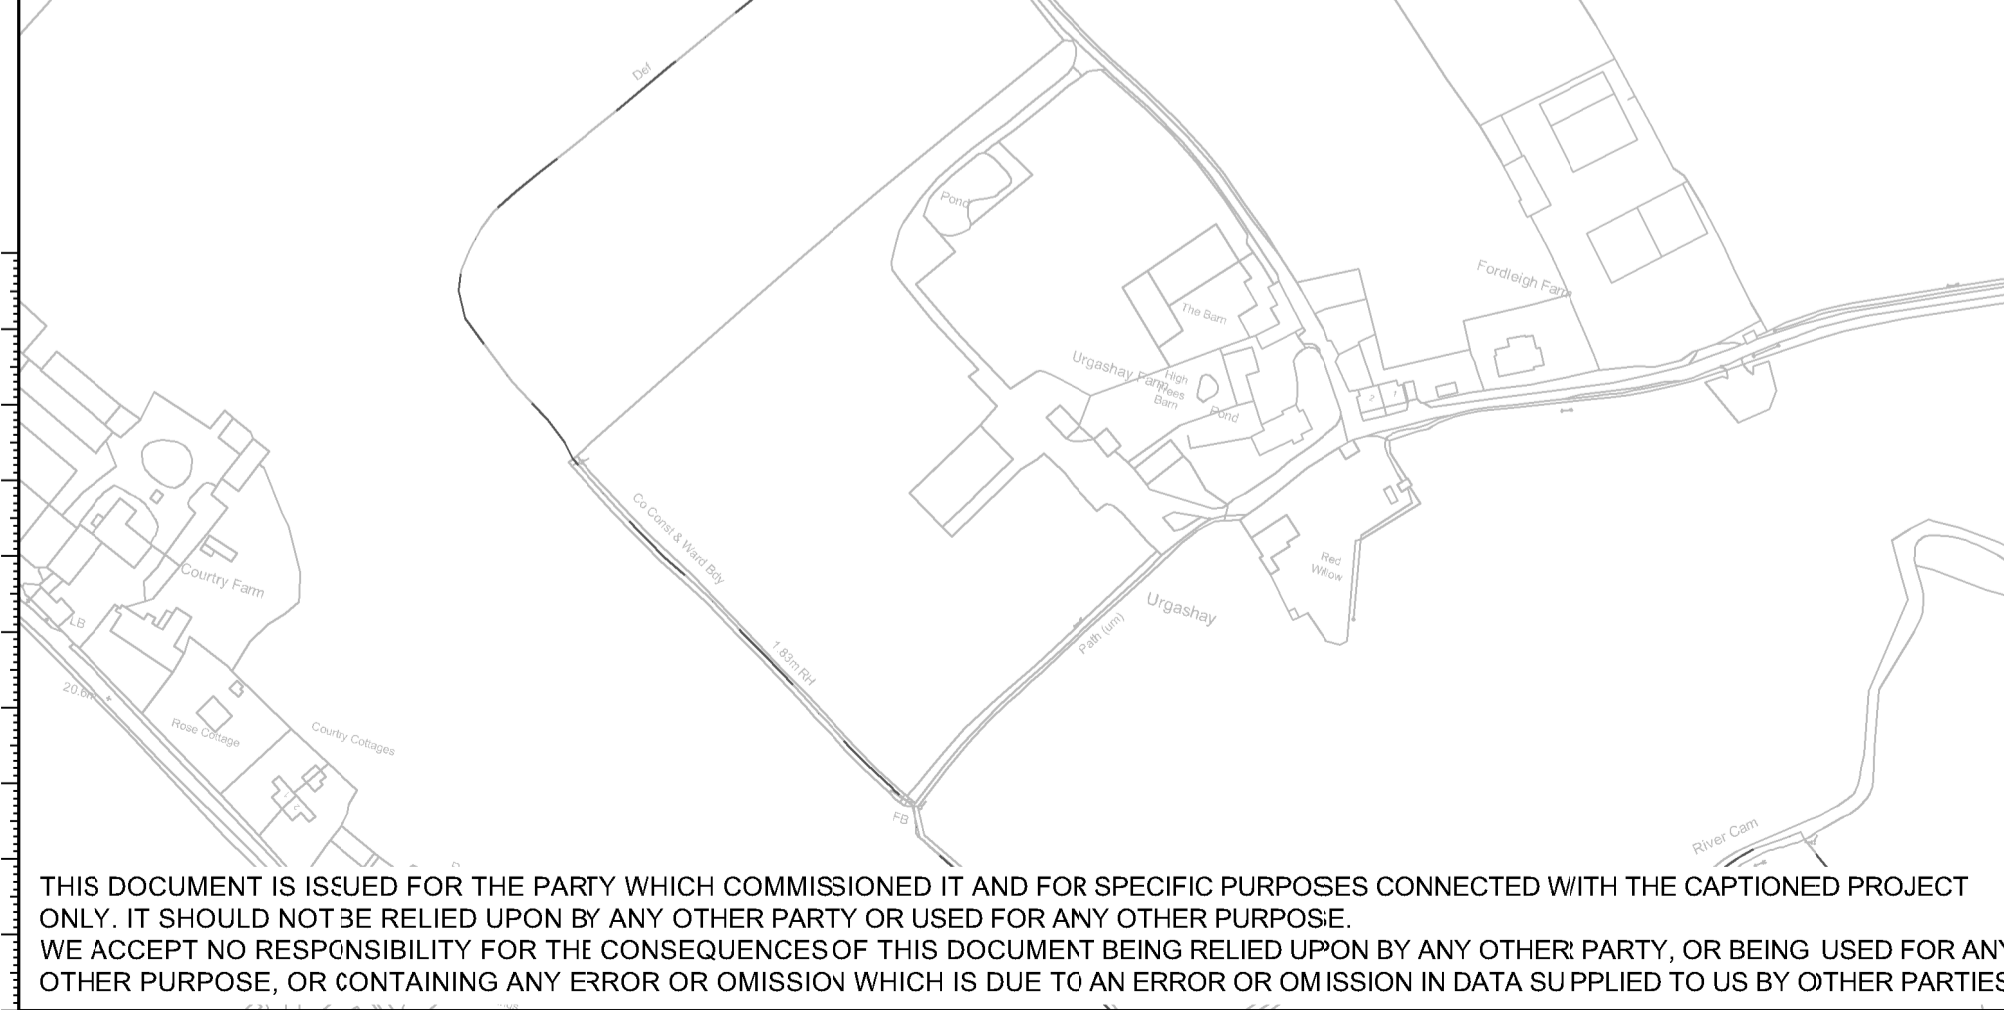 Def
Pond
Fordleigh Farm
The Barn
Urgashay Farm
High
Trees
Barn
Pond
2
1
Co Const & Ward Bdy
Red
Willow
Courtry Farm
Urgashay
LB
Path (um)
1.83m RH
20.6m
Rose Cottage
Courtry Cottages
1
2
FB
River Cam
THIS DOCUMENT IS ISSUED FOR THE PARTY WHICH COMMISSIONED IT AND FOR SPECIFIC PURPOSES CONNECTED WITH THE CAPTIONED PROJECT
ONLY. IT SHOULD NOT BE RELIED UPON BY ANY OTHER PARTY OR USED FOR ANY OTHER PURPOSE.
WE ACCEPT NO RESPONSIBILITY FOR THE CONSEQUENCES OF THIS DOCUMENT BEING RELIED UPON BY ANY OTHER PARTY, OR BEING USED FOR ANY
OTHER PURPOSE, OR CONTAINING ANY ERROR OR OMISSION WHICH IS DUE TO AN ERROR OR OMISSION IN DATA SUPPLIED TO US BY OTHER PARTIES